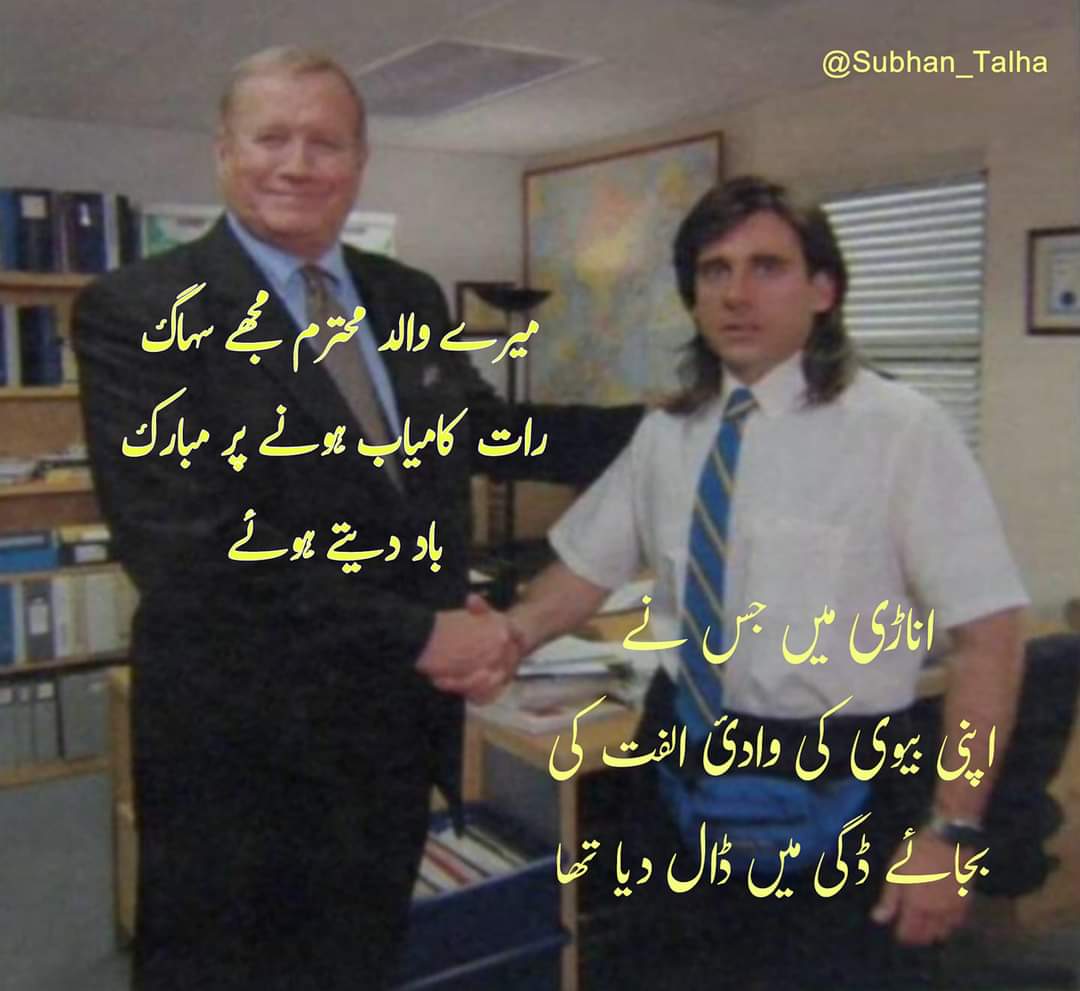 @Subhan_Talha
میرے والد محترم مجھے سہاگ
رات کامیاب ہونے پر مبارک
باد دیتے ہوئے
اناڑی میں جس نے
اپنی بیوی کی وادئ الفت کی
بجائے ڈگی میں ڈال دیا تھا